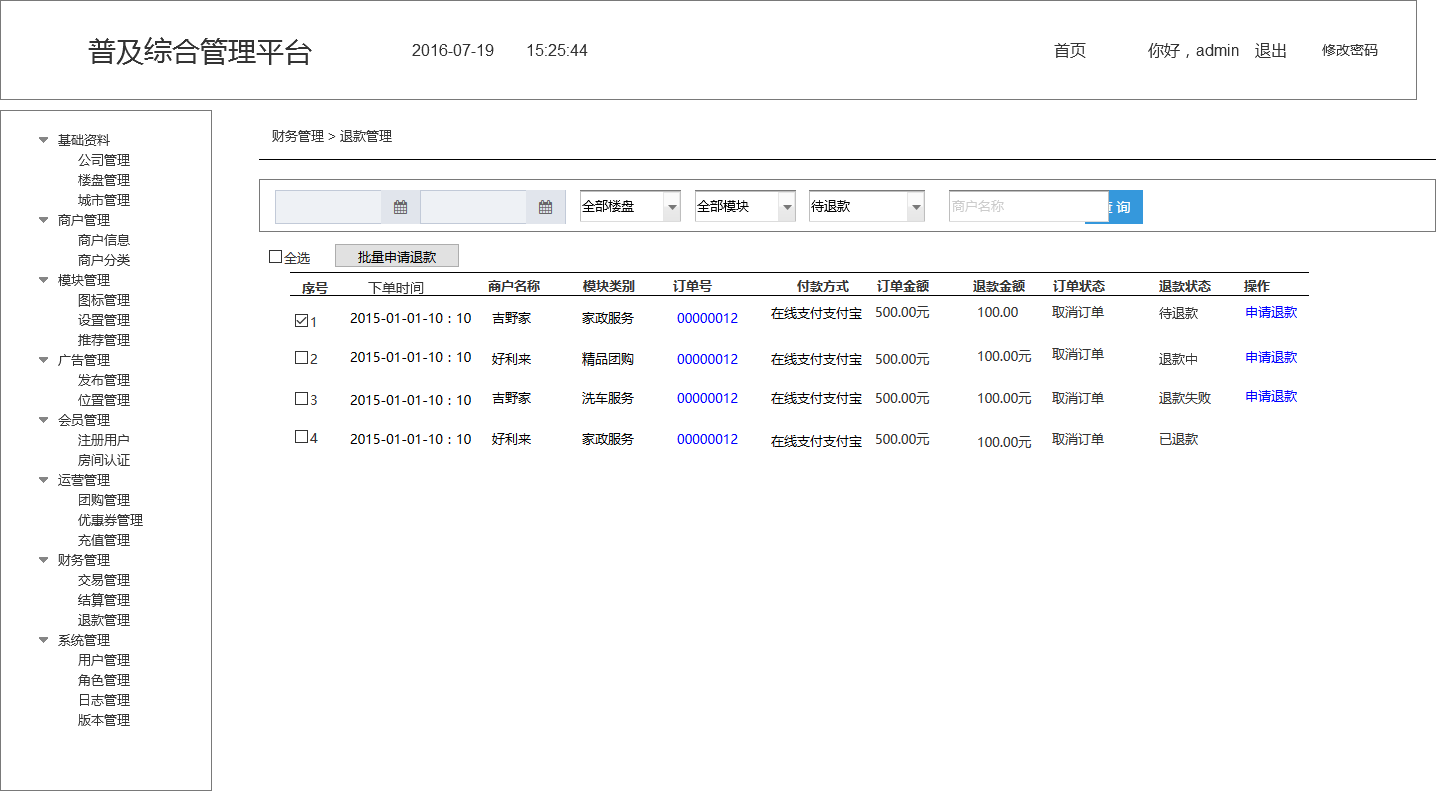 普及综合管理平台 2016-07-19 15:25:44 首页 你好，admin 退出 修改密码
基础资料
公司管理
楼盘管理
城市管理
商户管理
商户信息
商户分类
模块管理
图标管理
设置管理
推荐管理
广告管理
发布管理
位置管理
会员管理
注册用户
房间认证
运营管理
团购管理
优惠券管理
充值管理
财务管理
交易管理
结算管理
退款管理
系统管理
用户管理
角色管理
日志管理
版本管理
财务管理 > 退款管理
全部楼盘 全部模块 待退款 商户名称 询
全选 批量申请退款
序号 下单时间 商户名称 模块类别 订单号 付款方式 订单金额 退款金额 订单状态 退款状态 操作
1 2015-01-01-10：10 吉野家 家政服务 00000012 在线支付支付宝 500.00元 100.00 取消订单 待退款 申请退款
2 2015-01-01-10：10 好利来 精品团购 00000012 在线支付支付宝 500.00元 100.00元 取消订单 退款中 申请退款
3 2015-01-01-10：10 吉野家 洗车服务 00000012 在线支付支付宝 500.00元 100.00元 取消订单 退款失败 申请退款
4 2015-01-01-10：10 好利来 家政服务 00000012 在线支付支付宝 500.00元 100.00元 取消订单 已退款